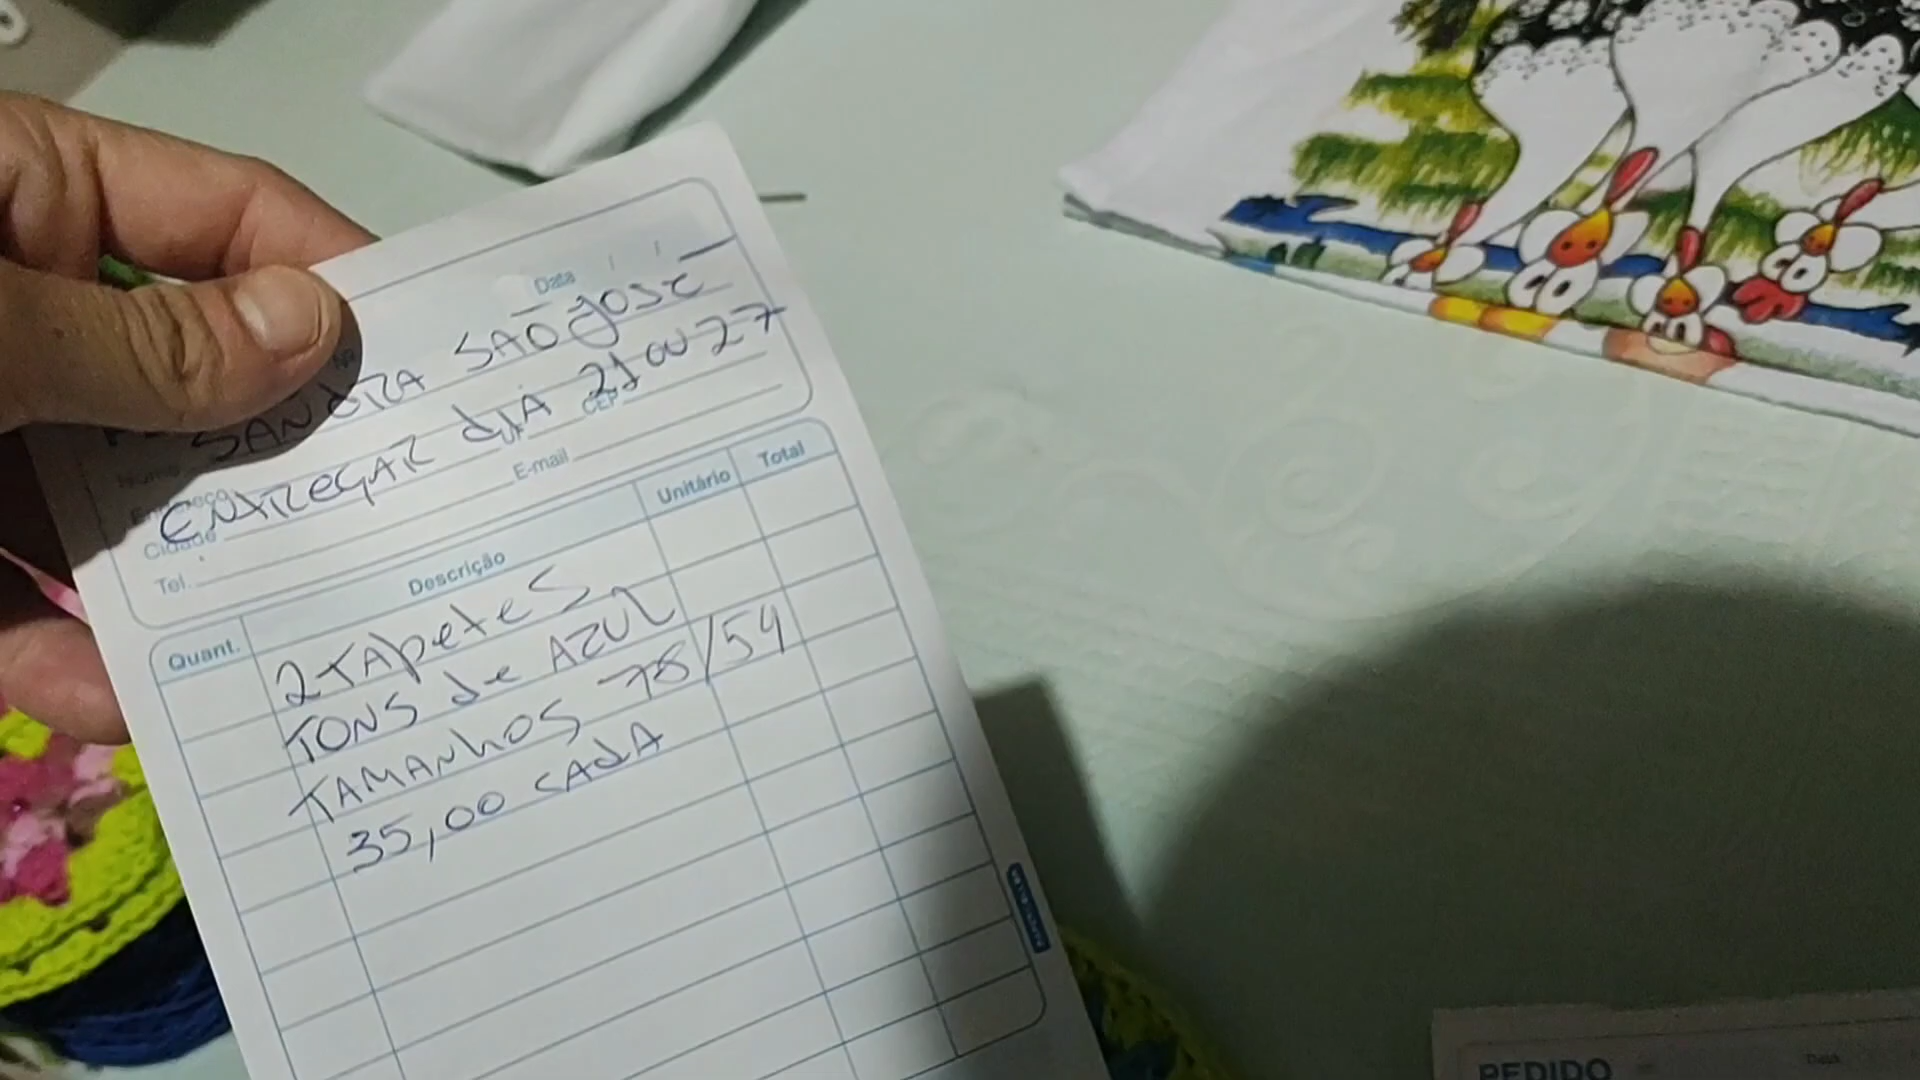 Data / /
SANDRA SÃO JOSÉ
ENTREGAR dIA 21 ou 27
Nome
Endereço
CEP
Cidade
UF
Tel.
E-mail
Quant. Descrição Unitário Total
2 TAPeteS
TONS de AZUL
TAMANhOS 78/54
35,00 CAdA
PEDIDO
Data